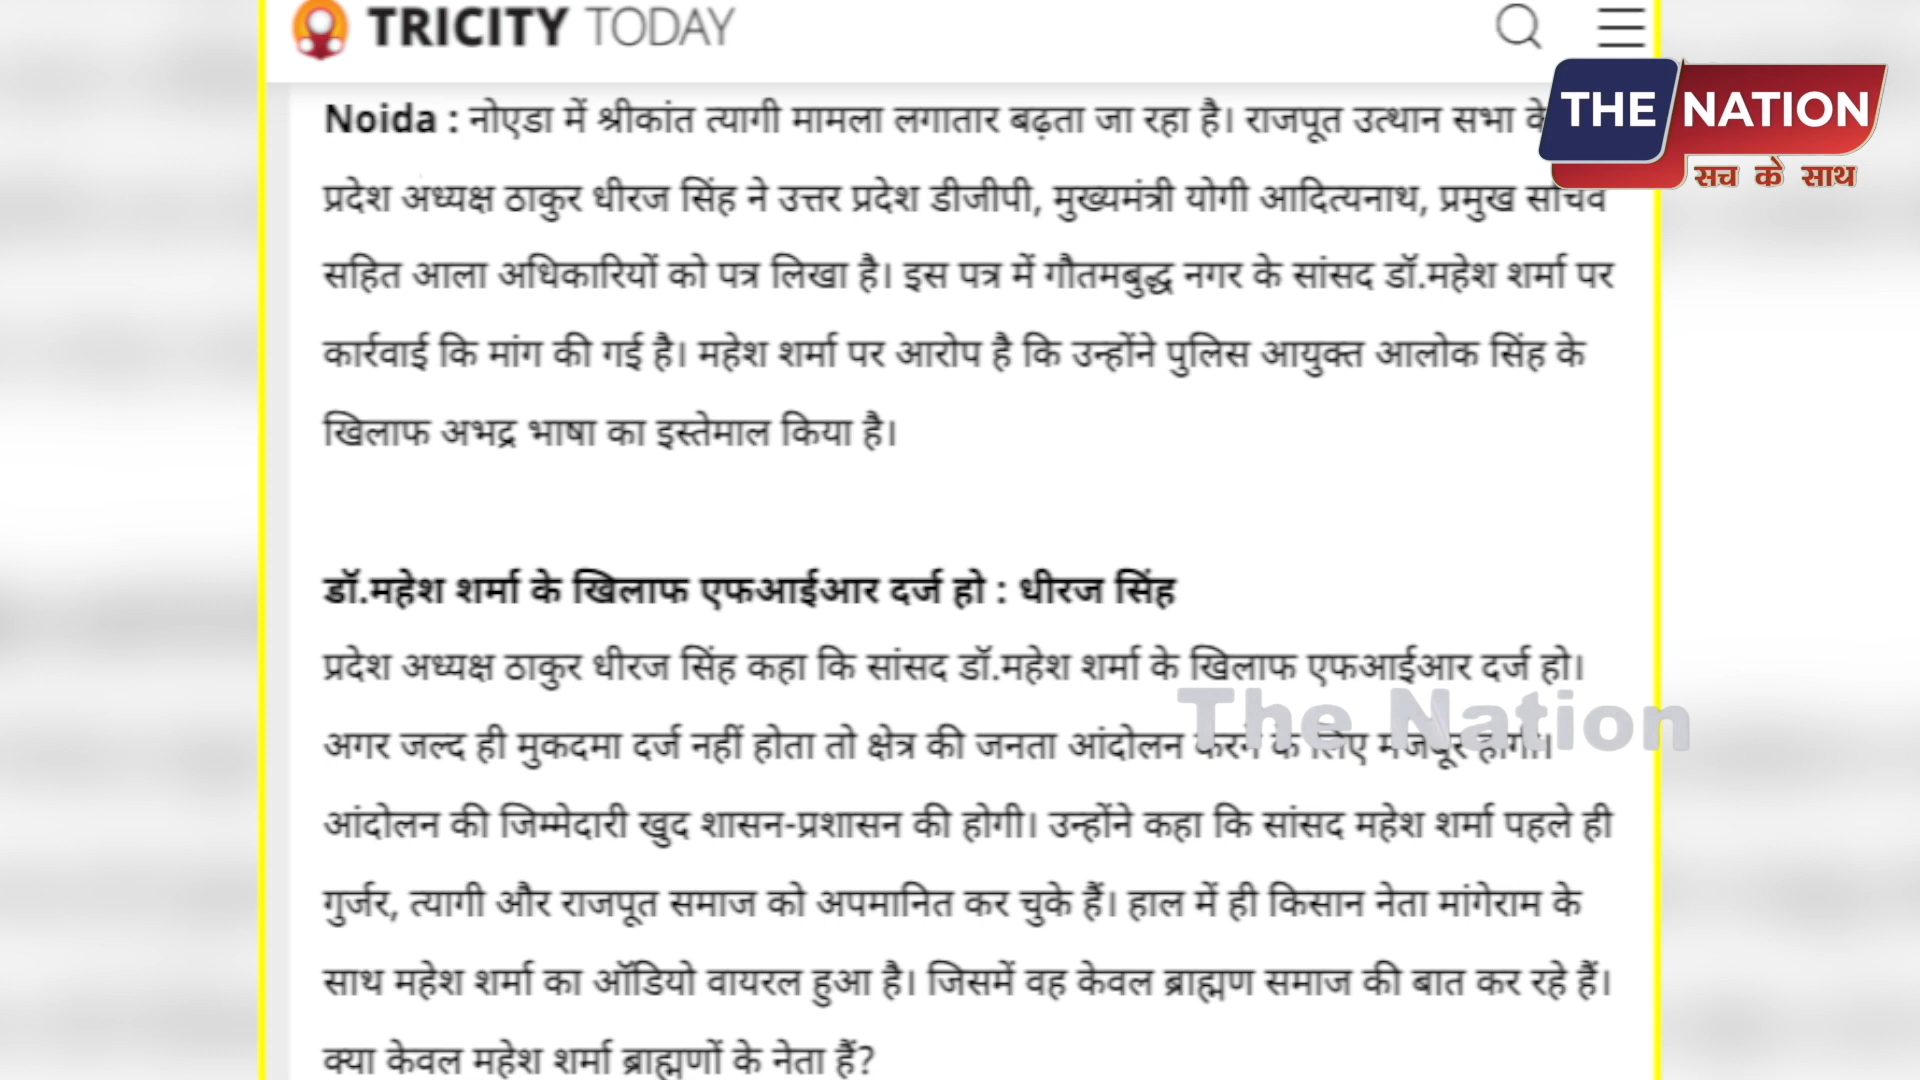 TRICITY TODAY
THE NATION
सच के साथ
Noida : नोएडा में श्रीकांत त्यागी मामला लगातार बढ़ता जा रहा है। राजपूत उत्थान सभा के
प्रदेश अध्यक्ष ठाकुर धीरज सिंह ने उत्तर प्रदेश डीजीपी, मुख्यमंत्री योगी आदित्यनाथ, प्रमुख सचिव
सहित आला अधिकारियों को पत्र लिखा है। इस पत्र में गौतमबुद्ध नगर के सांसद डॉ.महेश शर्मा पर
कार्रवाई कि मांग की गई है। महेश शर्मा पर आरोप है कि उन्होंने पुलिस आयुक्त आलोक सिंह के
खिलाफ अभद्र भाषा का इस्तेमाल किया है।
डॉ.महेश शर्मा के खिलाफ एफआईआर दर्ज हो : धीरज सिंह
प्रदेश अध्यक्ष ठाकुर धीरज सिंह कहा कि सांसद डॉ.महेश शर्मा के खिलाफ एफआईआर दर्ज हो।
The Nation
अगर जल्द ही मुकदमा दर्ज नहीं होता तो क्षेत्र की जनता आंदोलन करने के लिए मजबूर होगी।
आंदोलन की जिम्मेदारी खुद शासन-प्रशासन की होगी। उन्होंने कहा कि सांसद महेश शर्मा पहले ही
गुर्जर, त्यागी और राजपूत समाज को अपमानित कर चुके हैं। हाल में ही किसान नेता मांगेराम के
साथ महेश शर्मा का ऑडियो वायरल हुआ है। जिसमें वह केवल ब्राह्मण समाज की बात कर रहे हैं।
क्या केवल महेश शर्मा ब्राह्मणों के नेता हैं?